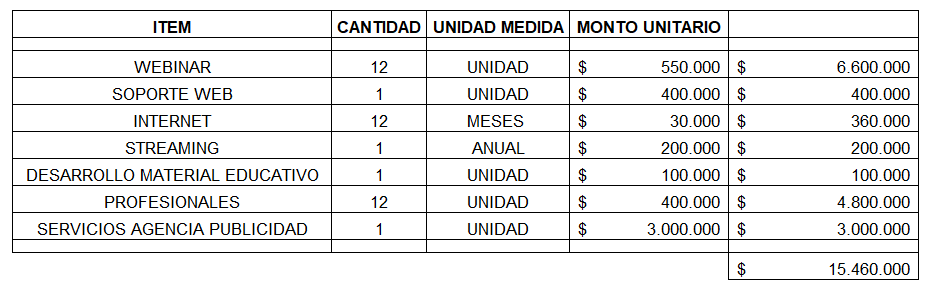 ITEM CANTIDAD UNIDAD MEDIDA MONTO UNITARIO
WEBINAR 12 UNIDAD $ 550.000 $ 6.600.000
SOPORTE WEB 1 UNIDAD $ 400.000 $ 400.000
INTERNET 12 MESES $ 30.000 $ 360.000
STREAMING 1 ANUAL $ 200.000 $ 200.000
DESARROLLO MATERIAL EDUCATIVO 1 UNIDAD $ 100.000 $ 100.000
PROFESIONALES 12 UNIDAD $ 400.000 $ 4.800.000
SERVICIOS AGENCIA PUBLICIDAD 1 UNIDAD $ 3.000.000 $ 3.000.000
$ 15.460.000